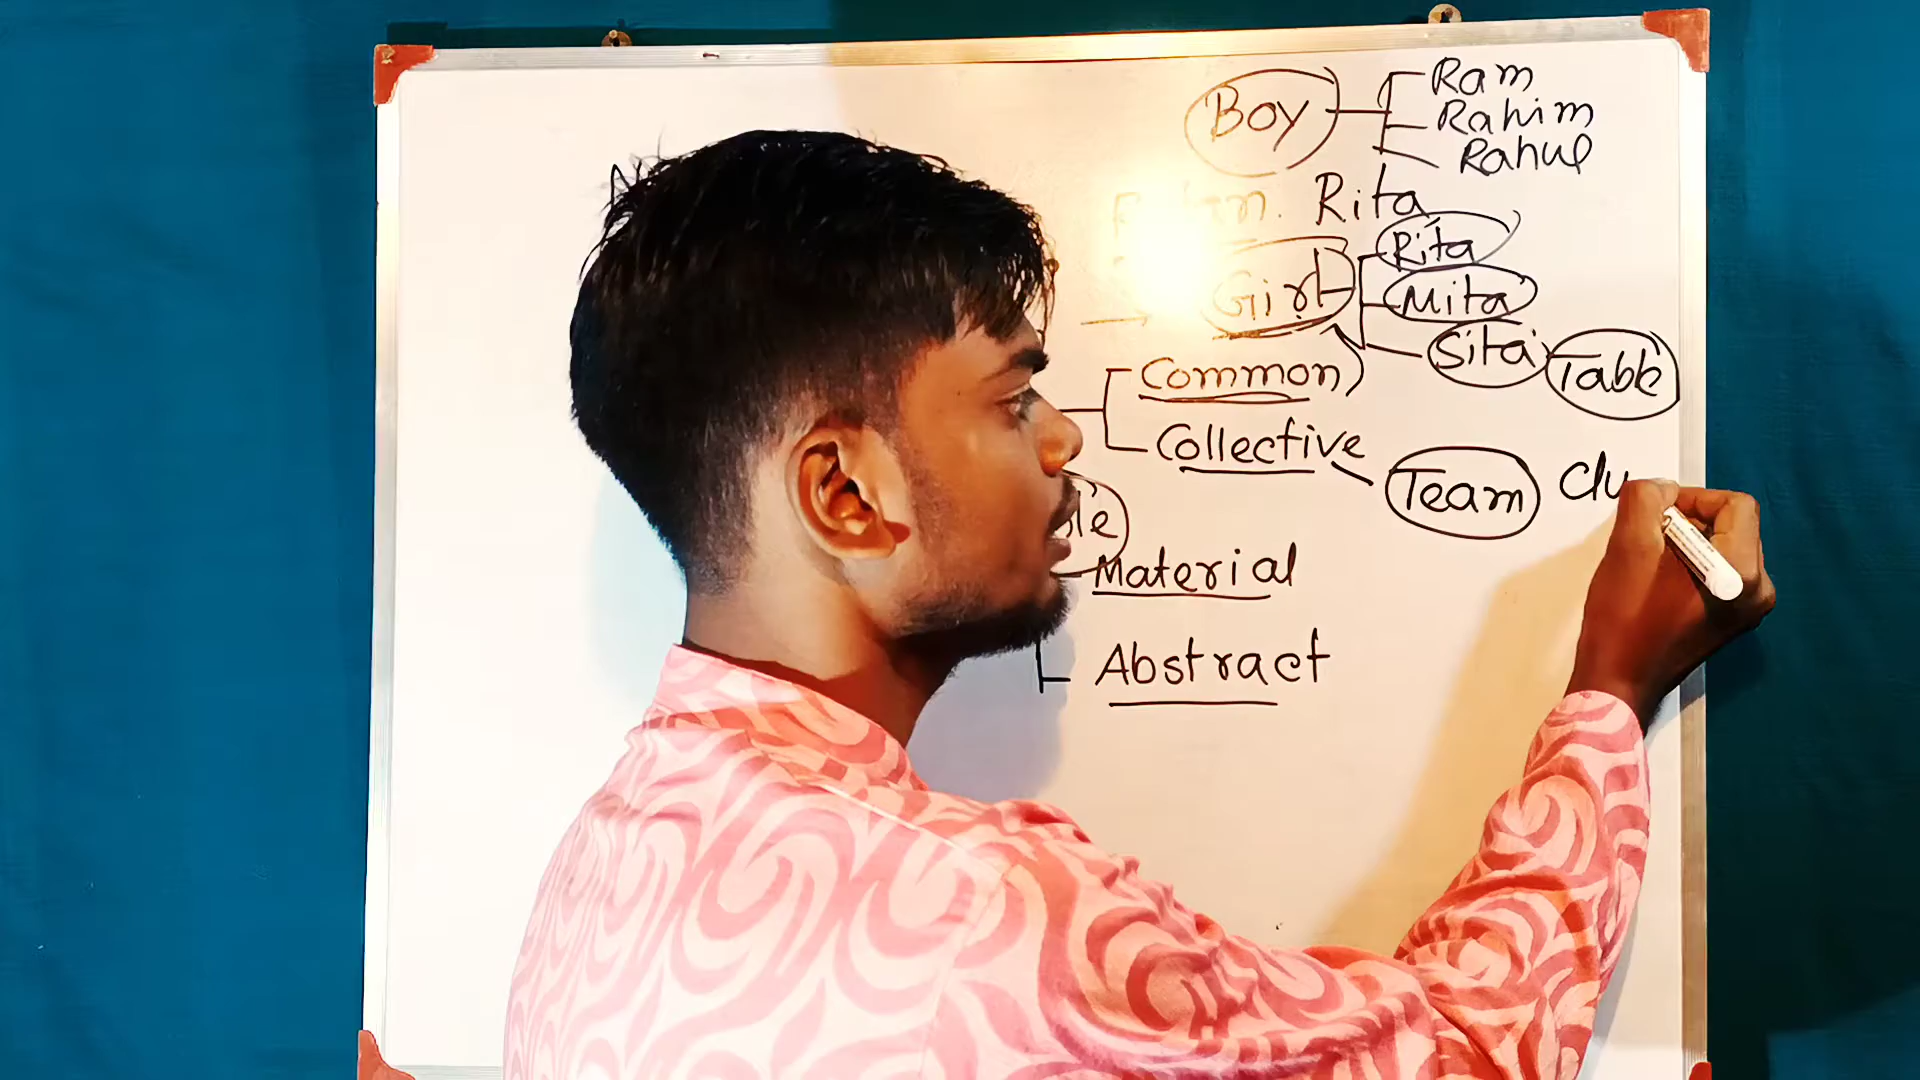 Boy
Ram
Rahim
Rahul
Rita
Girl
Rita
Mita
Sita
Table
Common
Collective
Team Clu
Material
Abstract